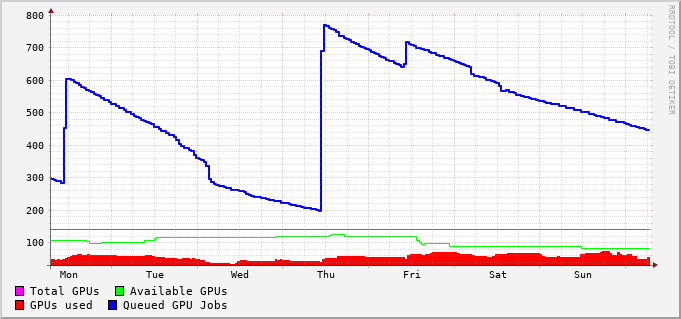 800
700
600
500
400
300
200
100
Mon Tue Wed Thu Fri Sat Sun
Total GPUs Available GPUs
GPUs used Queued GPU Jobs
RRDTOOL / TOBI OETIKER